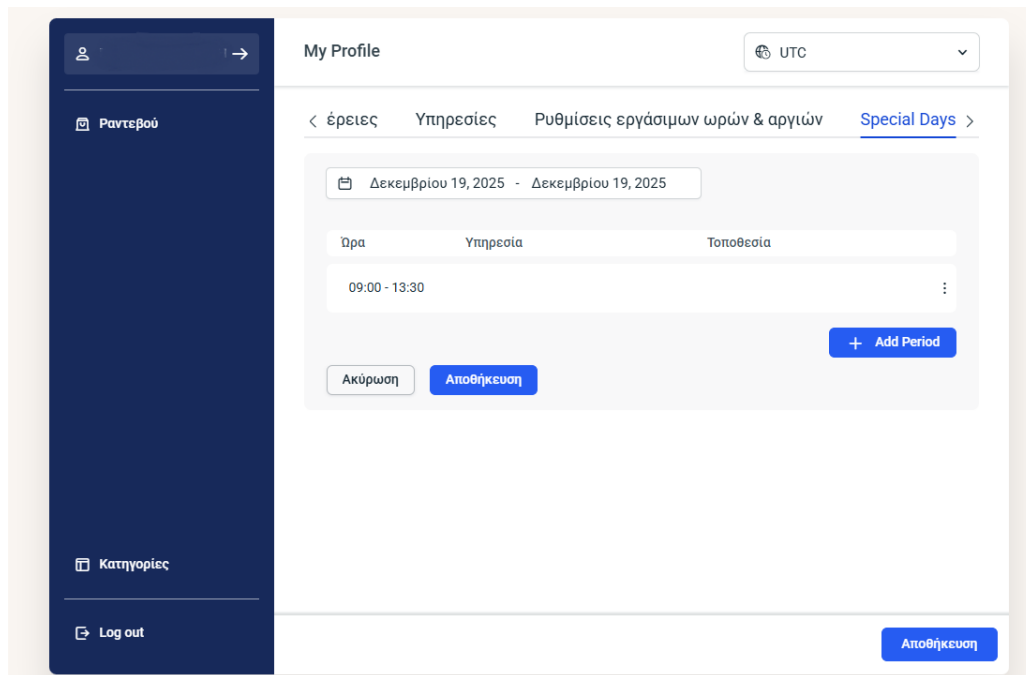 My Profile
UTC
Ραντεβού
έρειες Υπηρεσίες Ρυθμίσεις εργάσιμων ωρών & αργιών Special Days
Δεκεμβρίου 19, 2025 - Δεκεμβρίου 19, 2025
Ώρα Υπηρεσία Τοποθεσία
09:00 - 13:30
+ Add Period
Ακύρωση Αποθήκευση
Κατηγορίες
Log out
Αποθήκευση